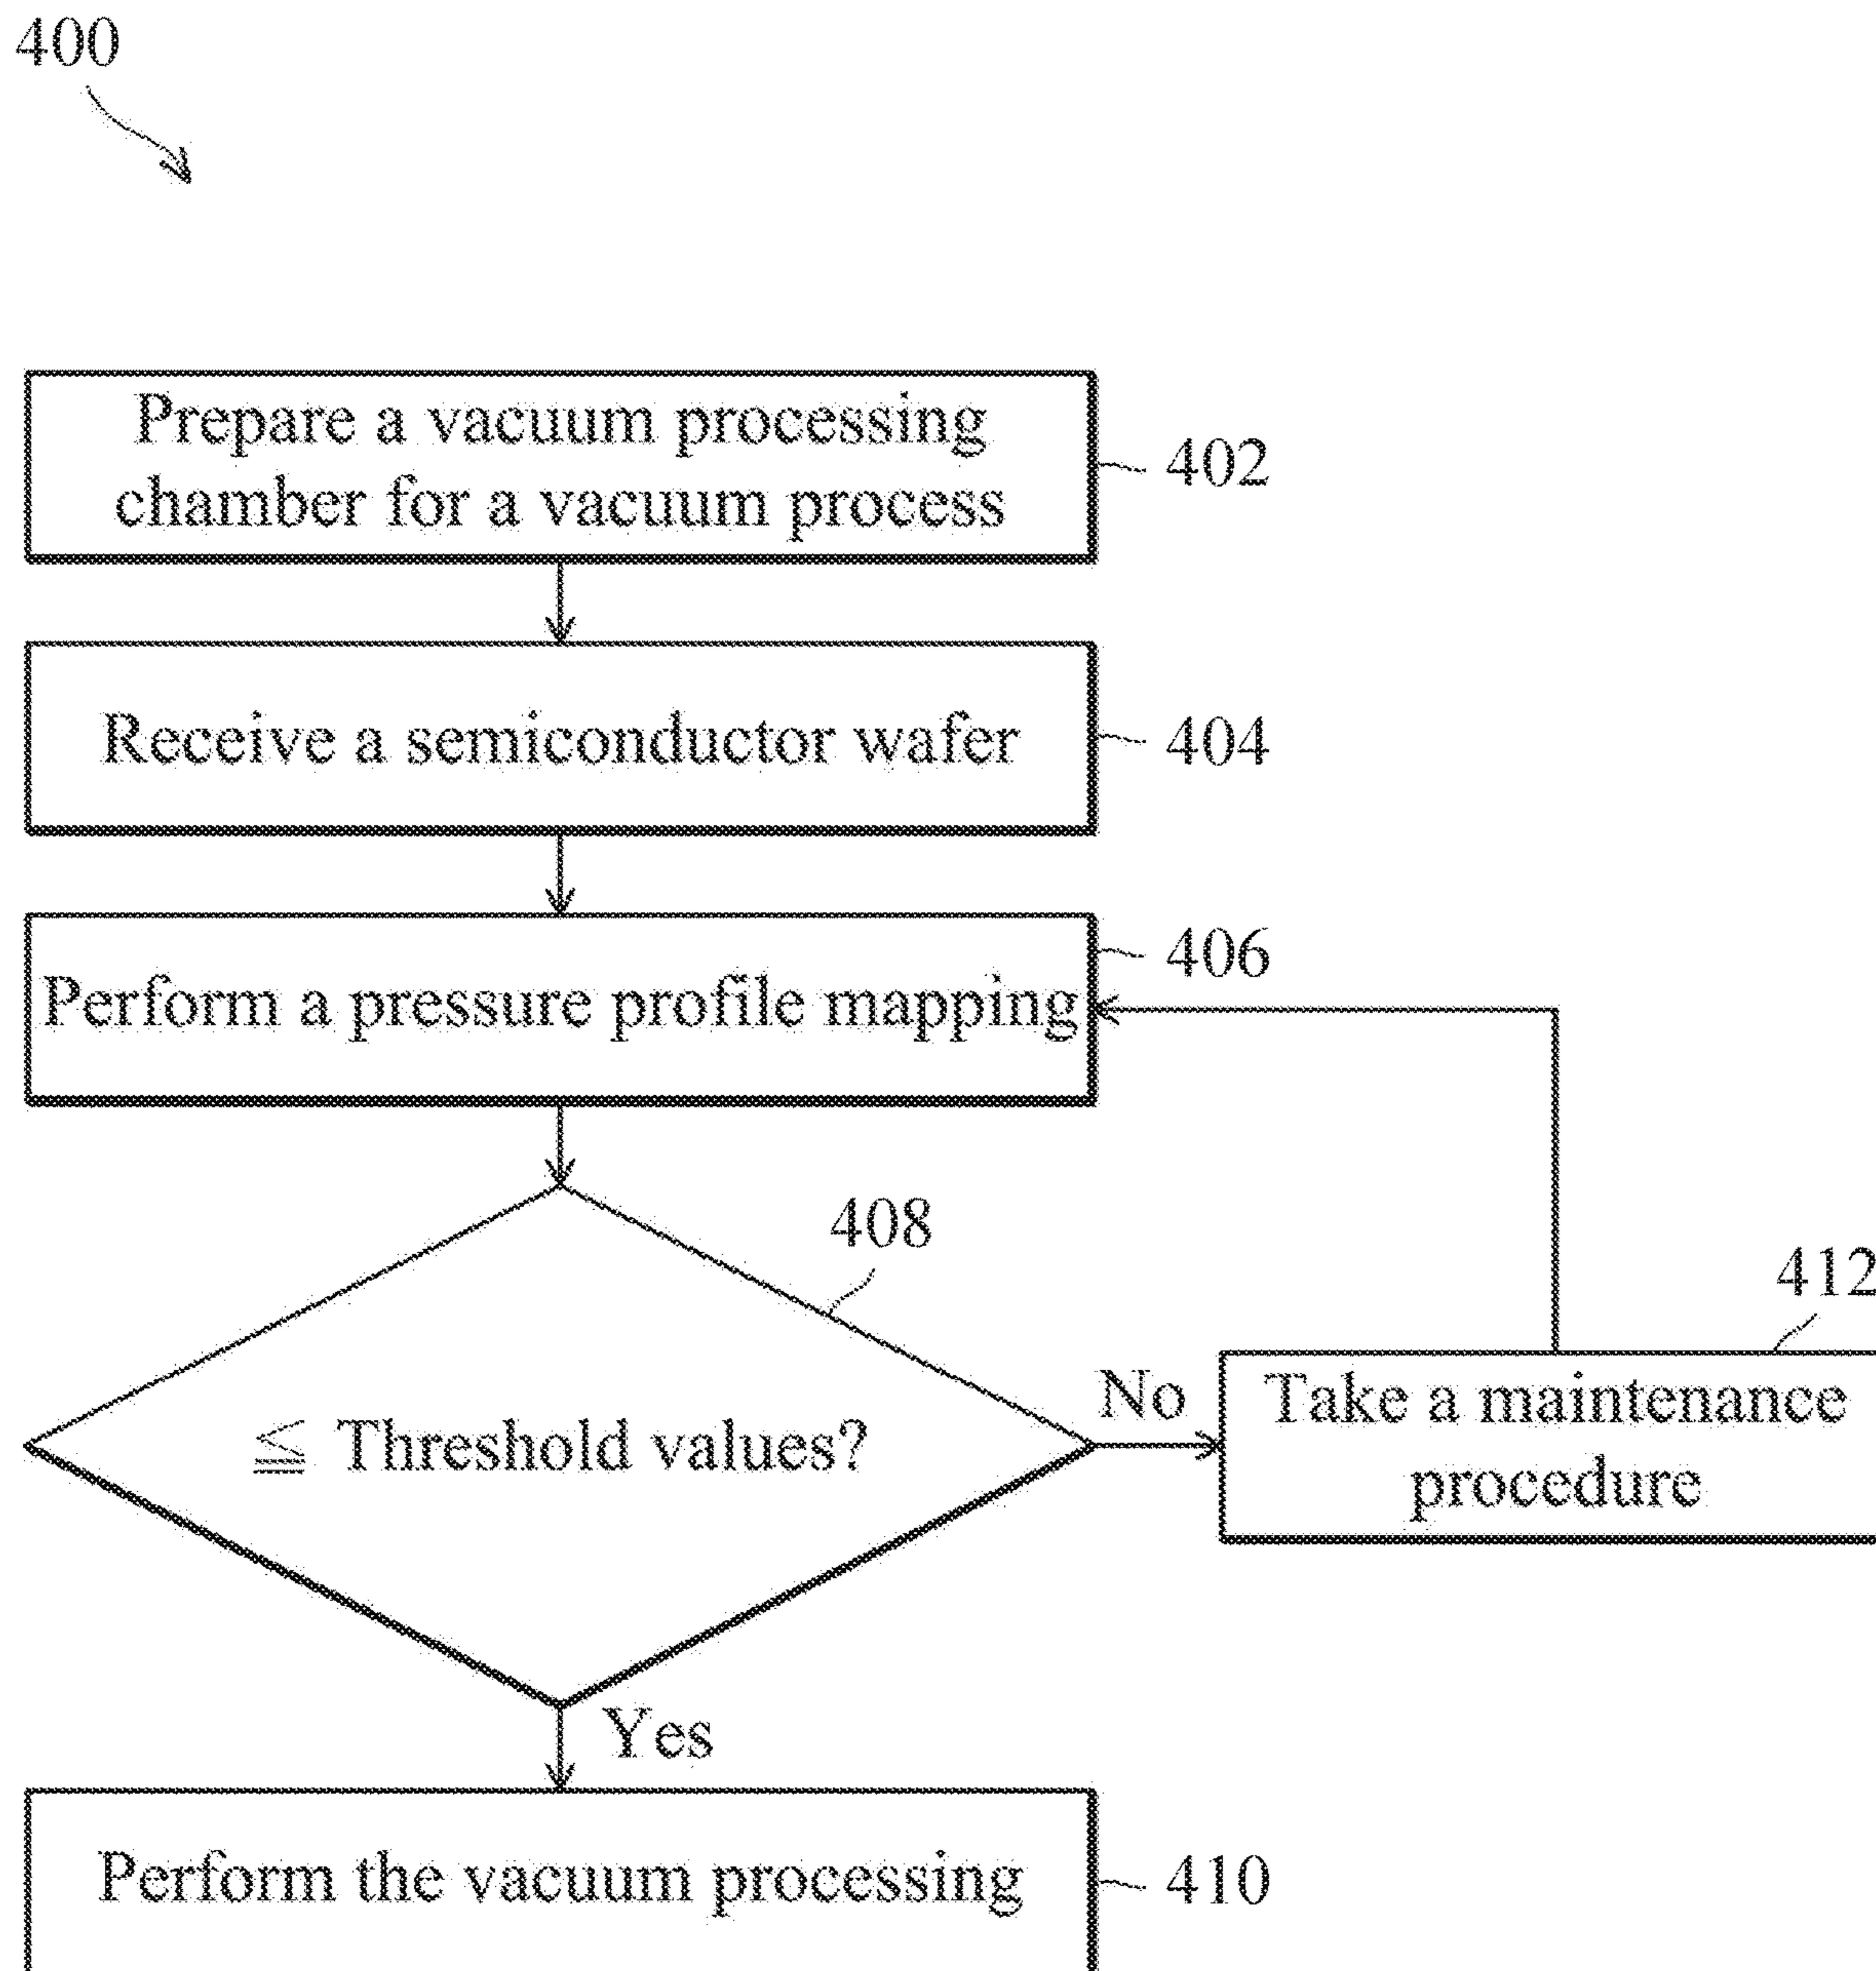 400
Prepare a vacuum processing
chamber for a vacuum process
402
Receive a semiconductor wafer
404
Perform a pressure profile mapping
406
408
≦ Threshold values?
No
412
Take a maintenance
procedure
Yes
Perform the vacuum processing
410